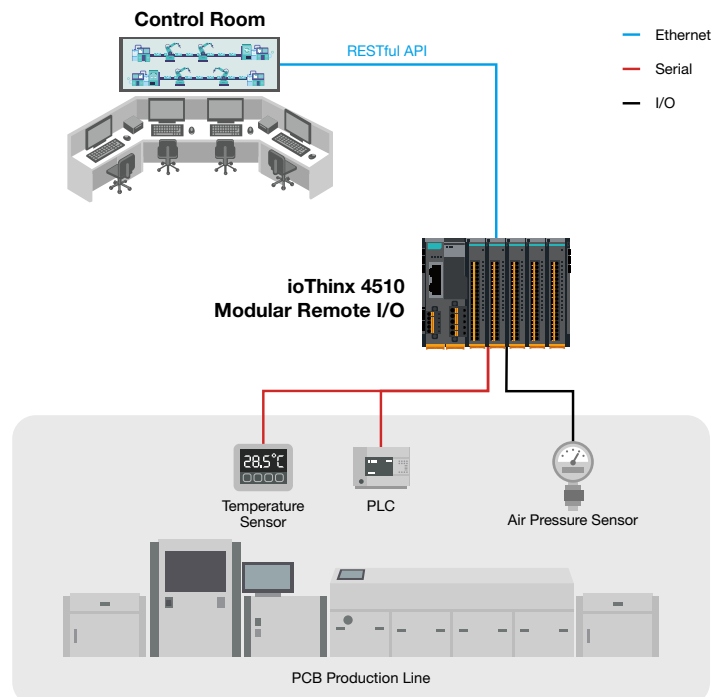 Control Room
RESTful API
Ethernet
Serial
I/O
ioThinx 4510
Modular Remote I/O
28.5°C
Temperature
Sensor
PLC
Air Pressure Sensor
PCB Production Line